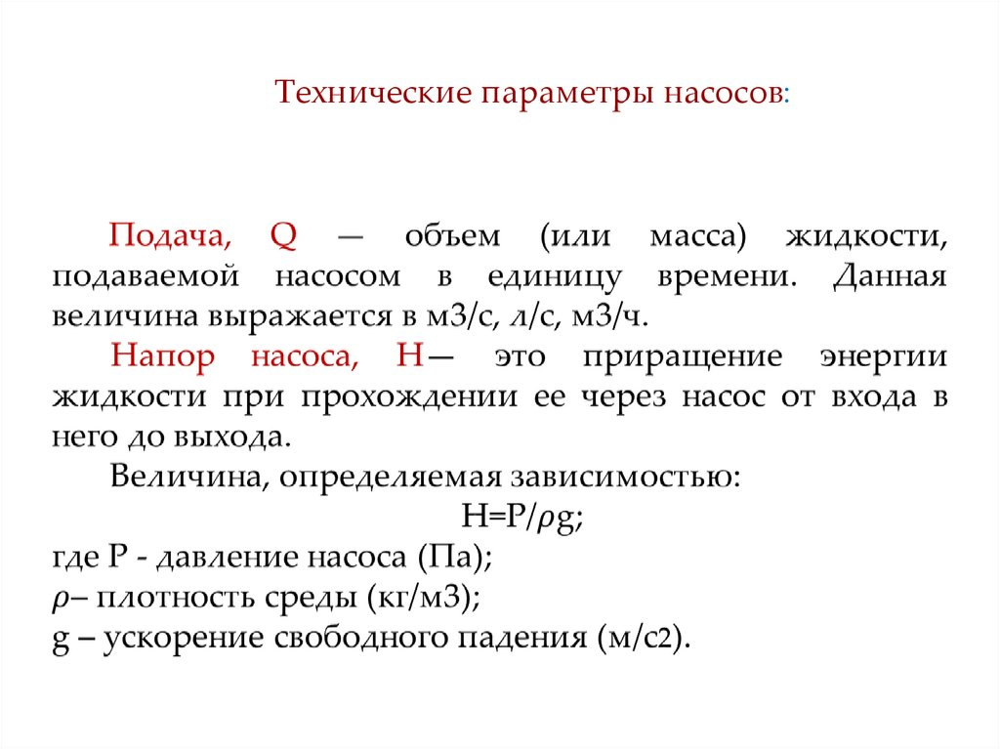 Технические параметры насосов:
Подача, Q — объем (или масса) жидкости,
подаваемой насосом в единицу времени. Данная
величина выражается в м3/с, л/с, м3/ч.
Напор насоса, Н— это приращение энергии
жидкости при прохождении ее через насос от входа в
него до выхода.
Величина, определяемая зависимостью:
H=P/𝜌g;
где P - давление насоса (Па);
𝜌– плотность среды (кг/м3);
g – ускорение свободного падения (м/с2).